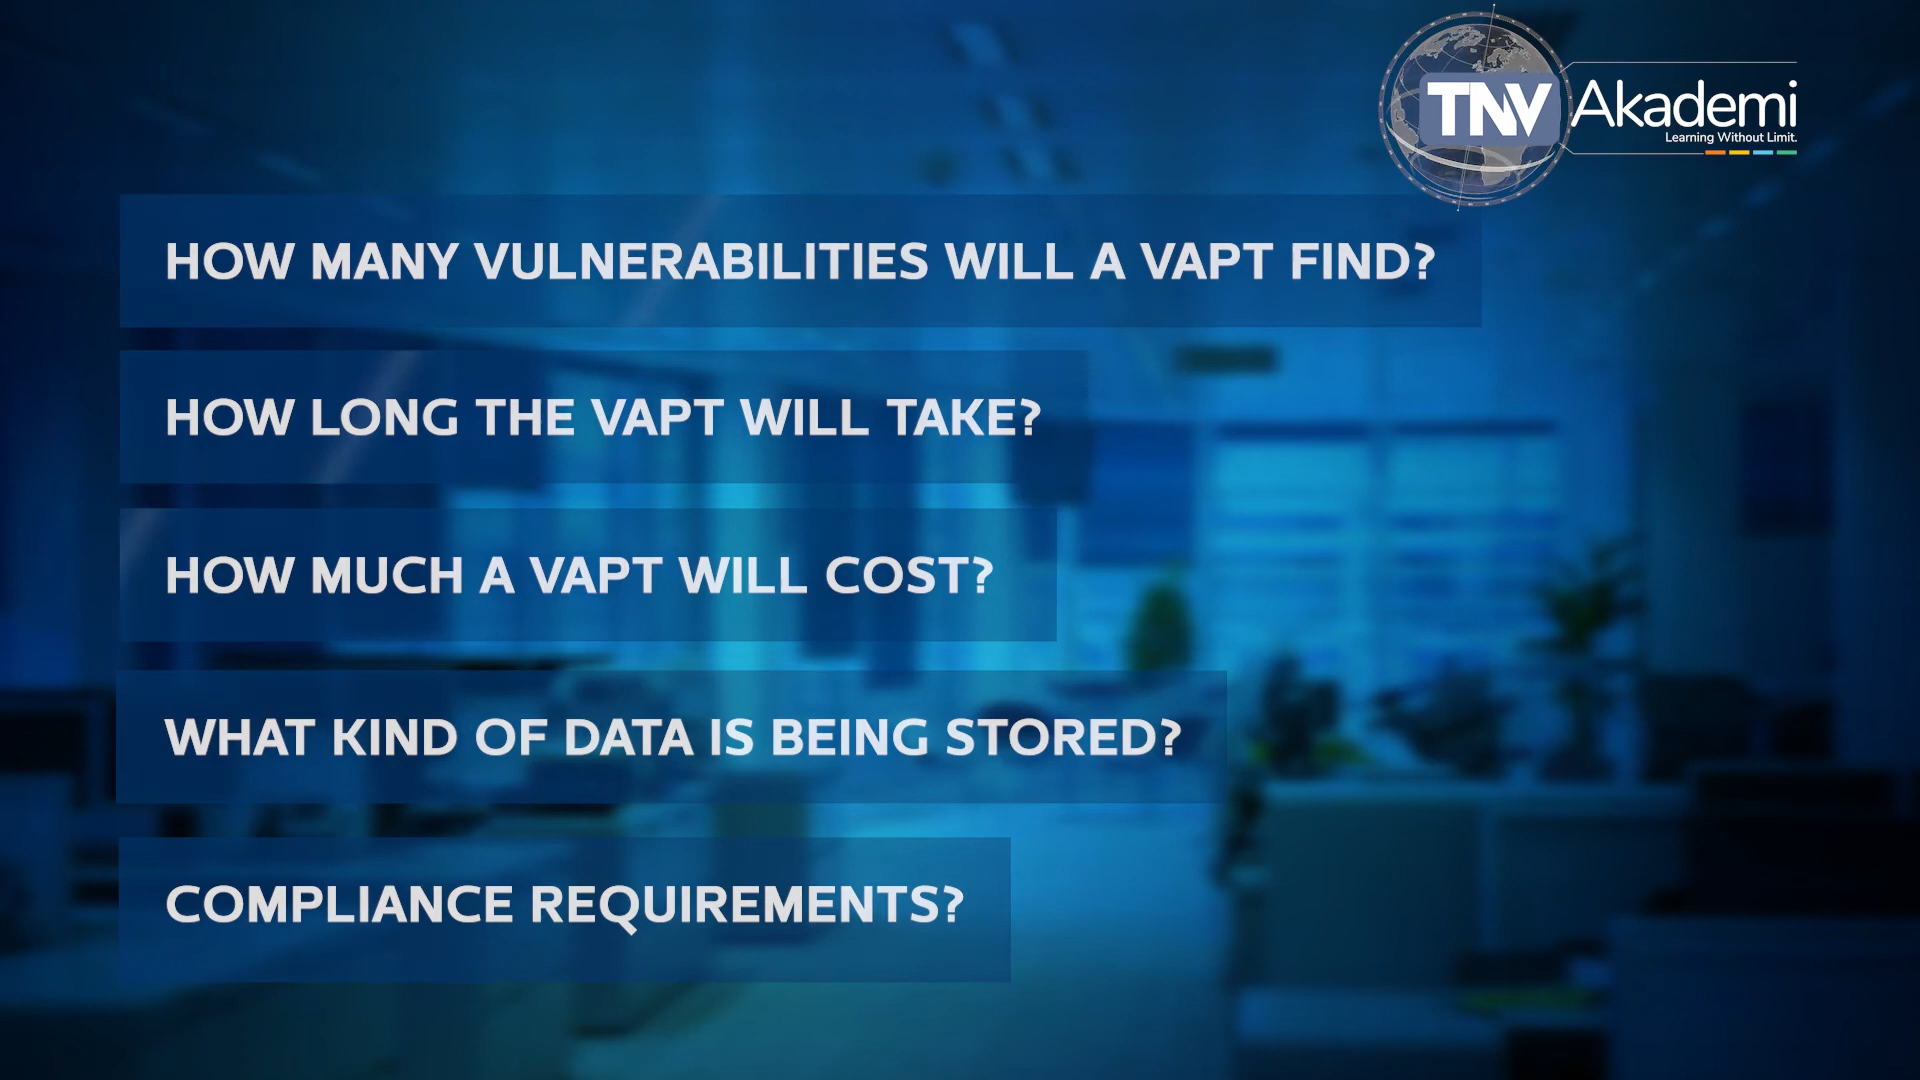 TNV Akademi
Learning Without Limit.
HOW MANY VULNERABILITIES WILL A VAPT FIND?
HOW LONG THE VAPT WILL TAKE?
HOW MUCH A VAPT WILL COST?
WHAT KIND OF DATA IS BEING STORED?
COMPLIANCE REQUIREMENTS?